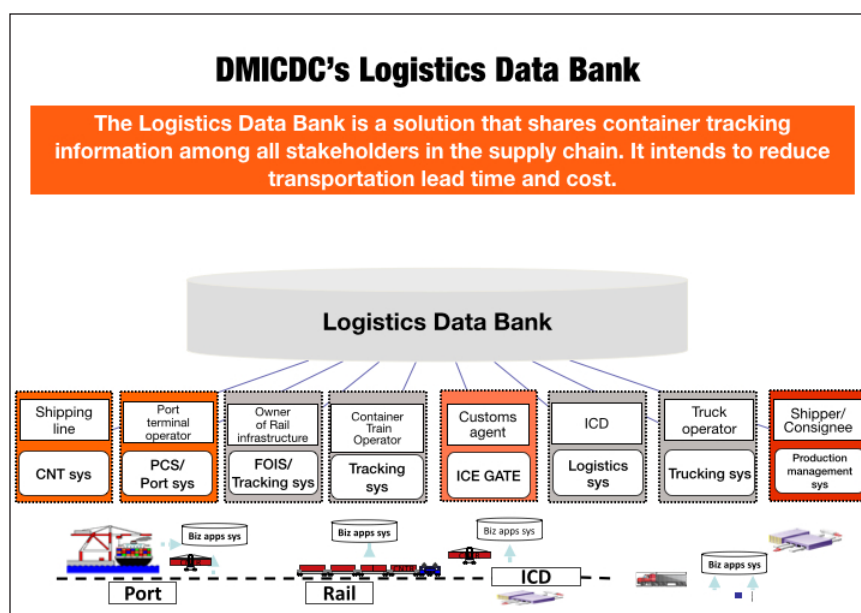 DMICDC's Logistics Data Bank
The Logistics Data Bank is a solution that shares container tracking
information among all stakeholders in the supply chain. It intends to reduce
transportation lead time and cost.
Logistics Data Bank
Shipping
line
CNT sys
Port
terminal
operator
PCS/
Port sys
Owner
of Rail
infrastructure
FOIS/
Tracking sys
Container
Train
Operator
Tracking
sys
Customs
agent
ICE GATE
ICD
Logistics
sys
Truck
operator
Trucking sys
Shipper/
Consignee
Production
management
sys
Biz apps sys
Biz apps sys
Biz apps sys
Biz apps sys
Port
Rail
ICD